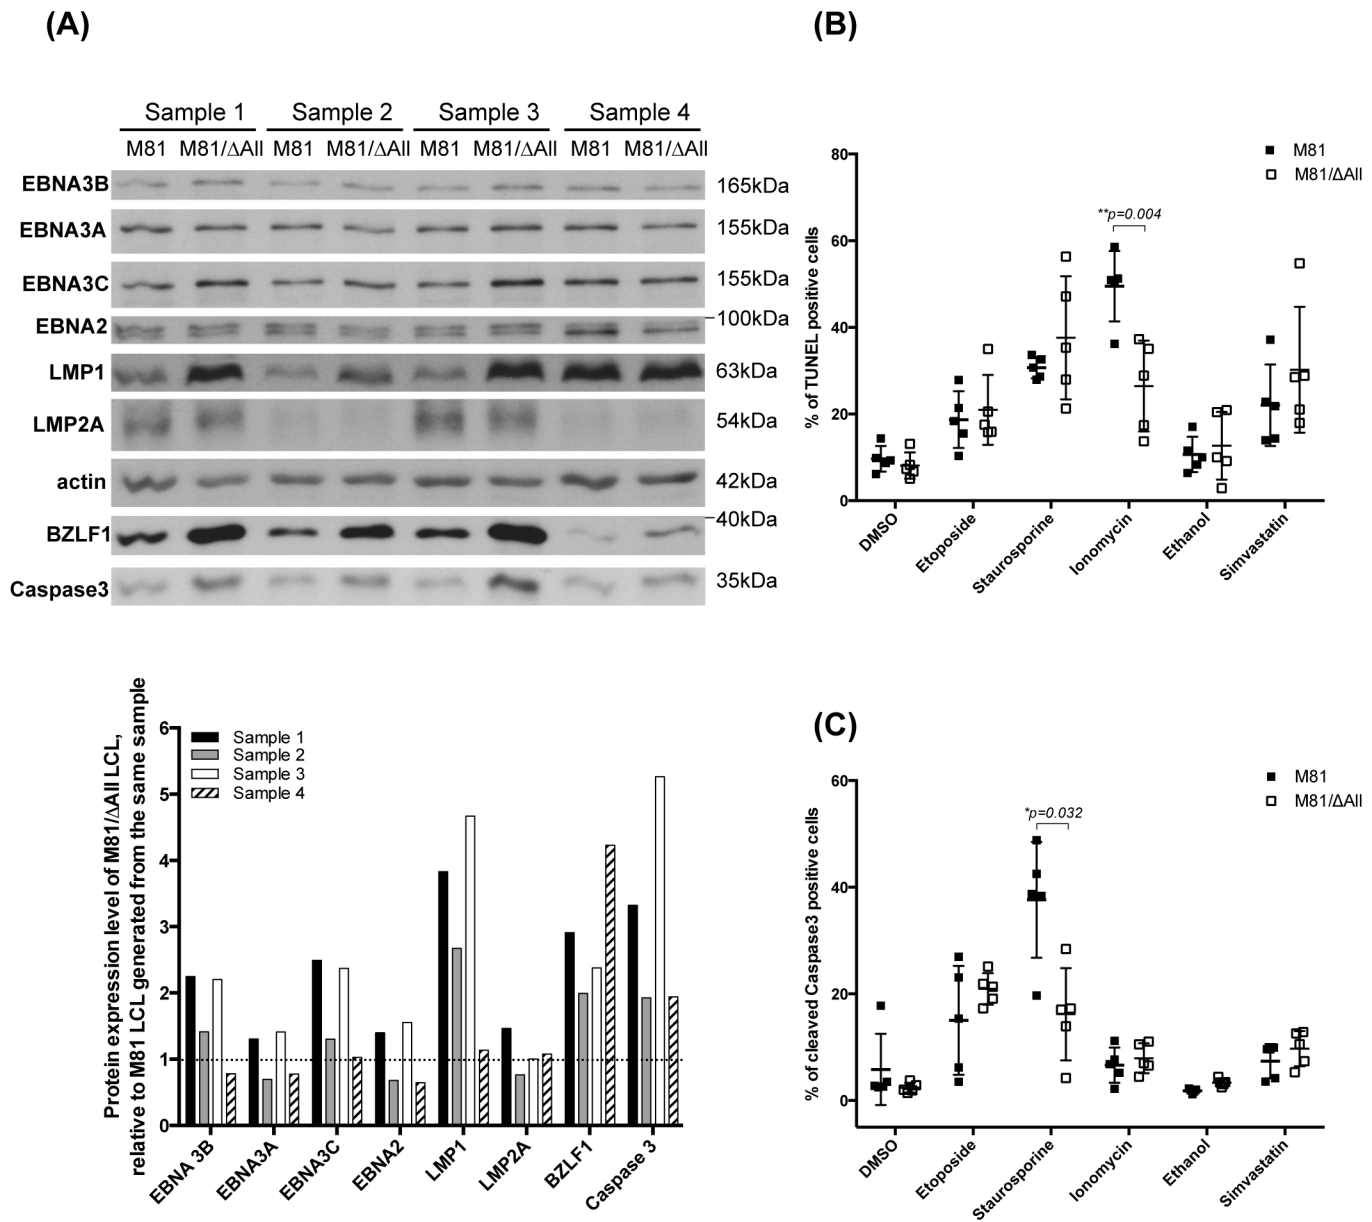 (A)
Sample 1 Sample 2 Sample 3 Sample 4
M81 M81/ΔAll M81 M81/ΔAll M81 M81/ΔAll M81 M81/ΔAll
EBNA3B 165kDa
EBNA3A 155kDa
EBNA3C 155kDa
EBNA2 100kDa
LMP1 63kDa
LMP2A 54kDa
actin 42kDa
BZLF1 40kDa
Caspase3 35kDa
Protein expression level of M81/ΔAll LCL,
relative to M81 LCL generated from the same sample
6
5
4
3
2
1
0
Sample 1
Sample 2
Sample 3
Sample 4
EBNA 3B
EBNA3A
EBNA3C
EBNA2
LMP1
LMP2A
BZLF1
Caspase 3
(B)
M81
M81/ΔAll
% of TUNEL positive cells
80
60
40
20
0
**p=0.004
DMSO
Etoposide
Staurosporine
Ionomycin
Ethanol
Simvastatin
(C)
M81
M81/ΔAll
% of cleaved Caspase3 positive cells
60
40
20
0
*p=0.032
DMSO
Etoposide
Staurosporine
Ionomycin
Ethanol
Simvastatin